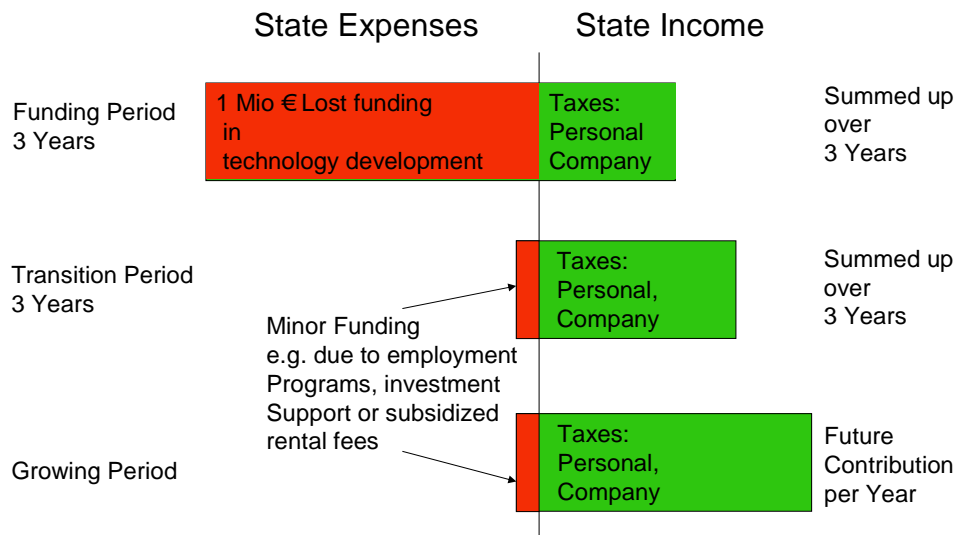 State Expenses
State Income
Funding Period
3 Years
1 Mio € Lost funding
in
technology development
Taxes:
Personal
Company
Summed up
over
3 Years
Transition Period
3 Years
Taxes:
Personal,
Company
Summed up
over
3 Years
Minor Funding
e.g. due to employment
Programs, investment
Support or subsidized
rental fees
Growing Period
Taxes:
Personal,
Company
Future
Contribution
per Year